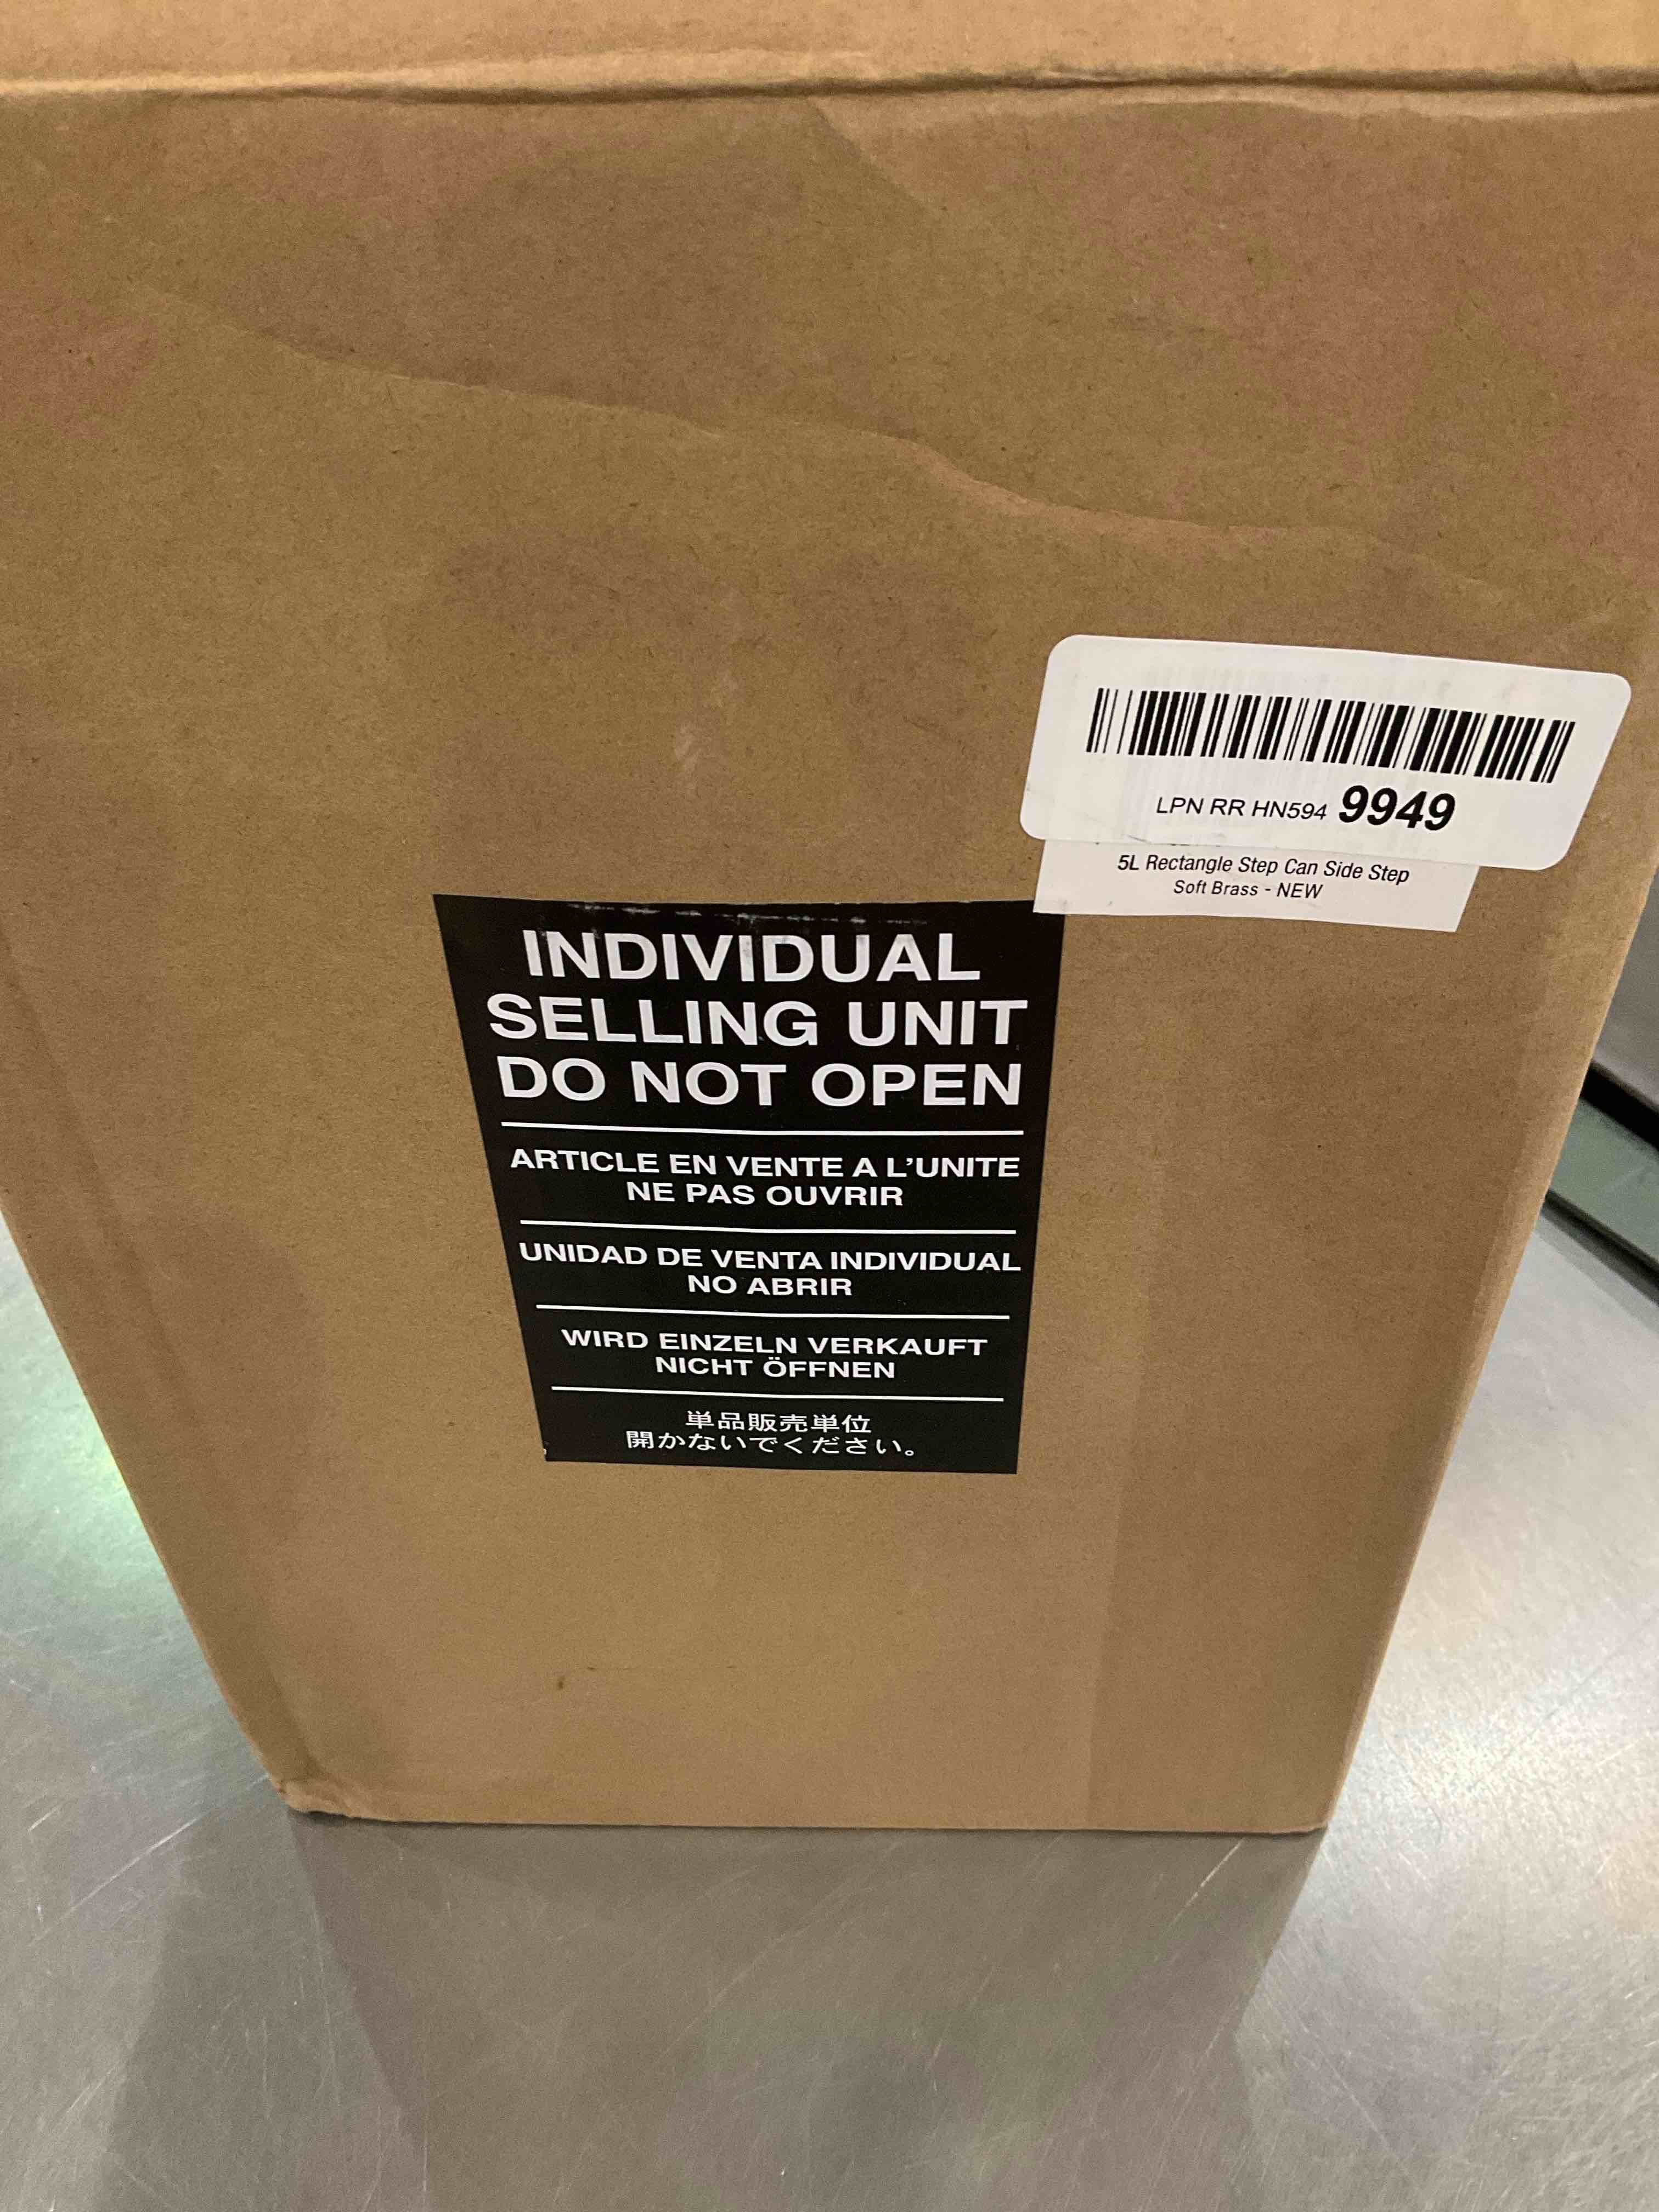 LPN RR HN594 9949
5L Rectangle Step Can Side Step
Soft Brass - NEW
INDIVIDUAL
SELLING UNIT
DO NOT OPEN
ARTICLE EN VENTE A L'UNITE
NE PAS OUVRIR
UNIDAD DE VENTA INDIVIDUAL
NO ABRIR
WIRD EINZELN VERKAUFT
NICHT ÖFFNEN
単品販売単位
開かないでください。